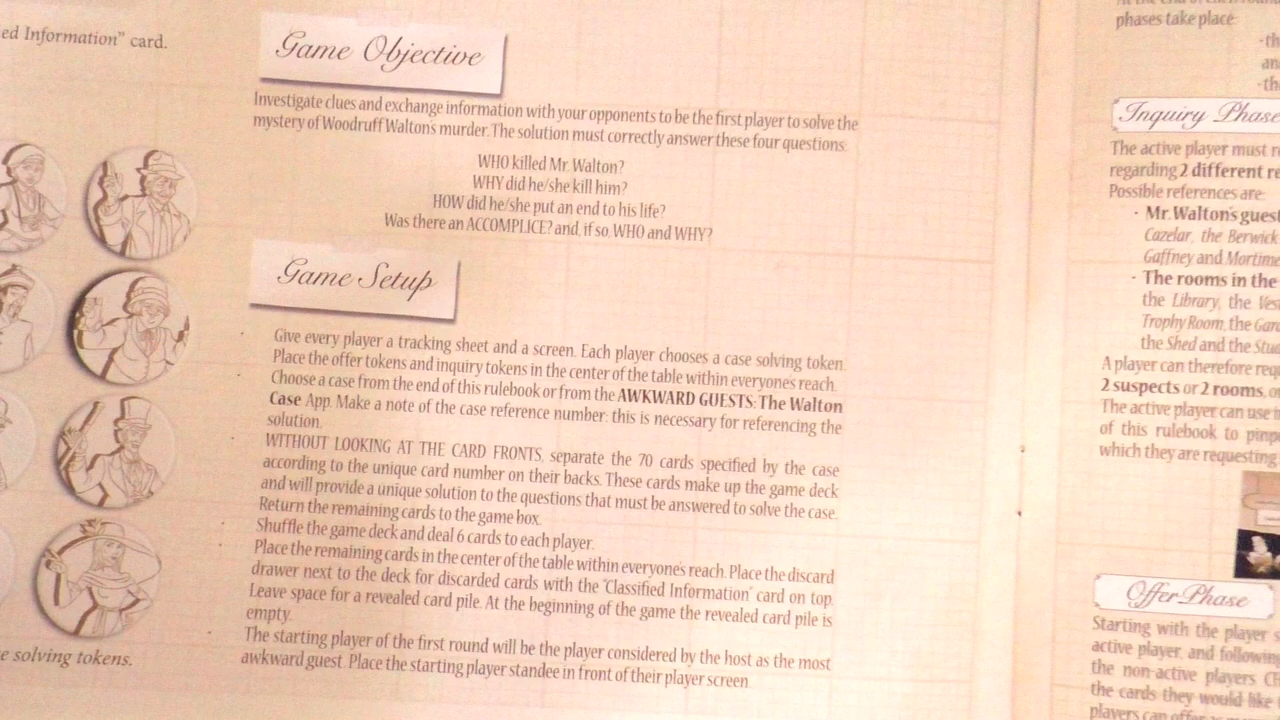 ed Information" card.
e solving tokens.
Game Objective
Investigate clues and exchange information with your opponents to be the first player to solve the
mystery of Woodruff Walton's murder. The solution must correctly answer these four questions:
WHO killed Mr. Walton?
WHY did he/she kill him?
HOW did he/she put an end to his life?
Was there an ACCOMPLICE? and, if so, WHO and WHY?
Game Setup
Give every player a tracking sheet and a screen. Each player chooses a case solving token.
Place the offer tokens and inquiry tokens in the center of the table within everyone's reach.
Choose a case from the end of this rulebook or from the AWKWARD GUESTS: The Walton
Case App. Make a note of the case reference number: this is necessary for referencing the
solution.
WITHOUT LOOKING AT THE CARD FRONTS, separate the 70 cards specified by the case
according to the unique card number on their backs. These cards make up the game deck
and will provide a unique solution to the questions that must be answered to solve the case.
Return the remaining cards to the game box.
Shuffle the game deck and deal 6 cards to each player.
Place the remaining cards in the center of the table within everyone's reach. Place the discard
drawer next to the deck for discarded cards with the "Classified Information" card on top.
Leave space for a revealed card pile. At the beginning of the game the revealed card pile is
empty.
The starting player of the first round will be the player considered by the host as the most
awkward guest. Place the starting player standee in front of their player screen.
phases take place:
-th
an
-the
Inquiry Phase
The active player must r
regarding 2 different re
Possible references are:
· Mr. Walton's guest
Cazelar, the Berwick
Gaffney and Mortime
· The rooms in the
the Library, the Ves
Trophy Room, the Gar
the Shed and the Stu
A player can therefore requ
2 suspects or 2 rooms, o
The active player can use t
of this rulebook to pinp
which they are requesting
Offer Phase
Starting with the player s
active player, and following
the non-active players C
the cards they would like
players can offer